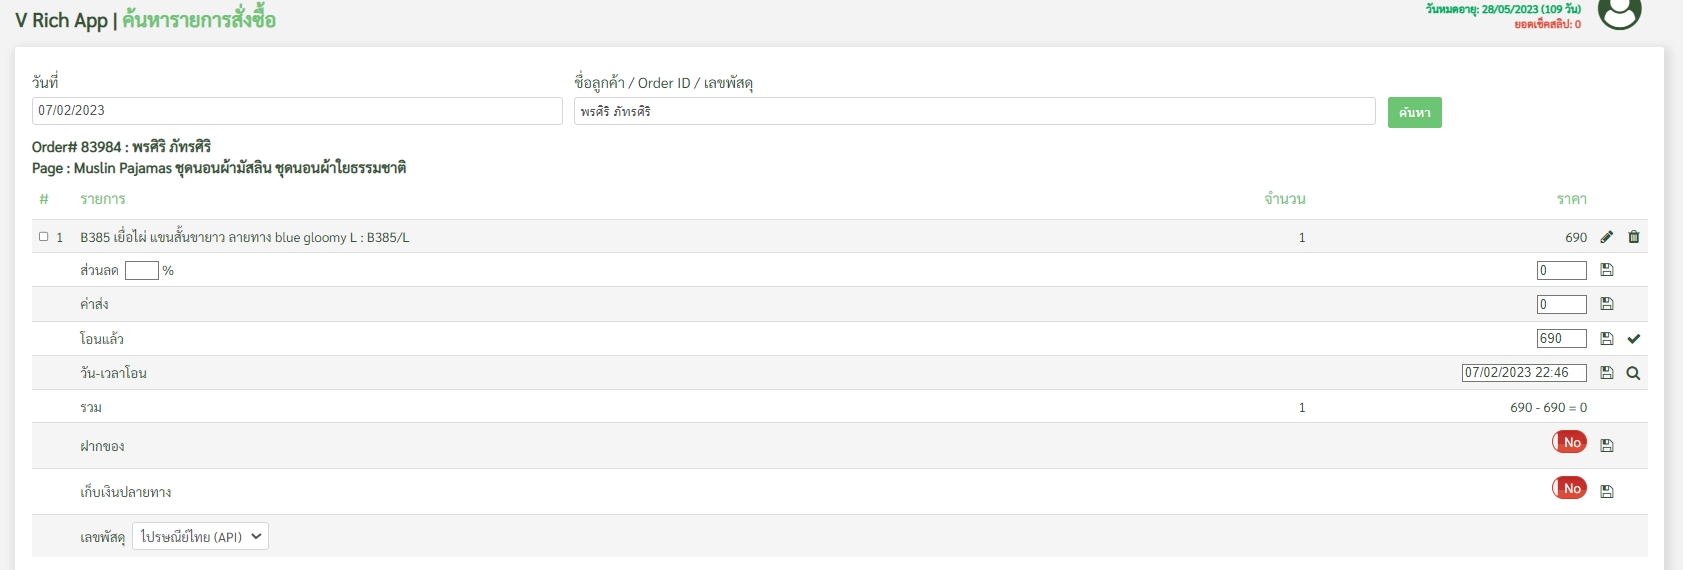 V Rich App | ค้นหารายการสั่งซื้อ
วันหมดอายุ: 28/05/2023 (109 วัน)
ยอดเช็คสลิป: 0
วันที่
ชื่อลูกค้า / Order ID / เลขพัสดุ
07/02/2023
พรศิริ ภัทรศิริ
ค้นหา
Order# 83984 : พรศิริ ภัทรศิริ
Page : Muslin Pajamas ชุดนอนผ้ามัสลิน ชุดนอนผ้าใยธรรมชาติ
# รายการ จำนวน ราคา
1 B385 เยื่อไผ่ แขนสั้นขายาว ลายทาง blue gloomy L : B385/L 1 690
ส่วนลด % 0
ค่าส่ง 0
โอนแล้ว 690
วัน-เวลาโอน 07/02/2023 22:46
รวม 1 690 - 690 = 0
ฝากของ No
เก็บเงินปลายทาง No
เลขพัสดุ ไปรษณีย์ไทย (API)